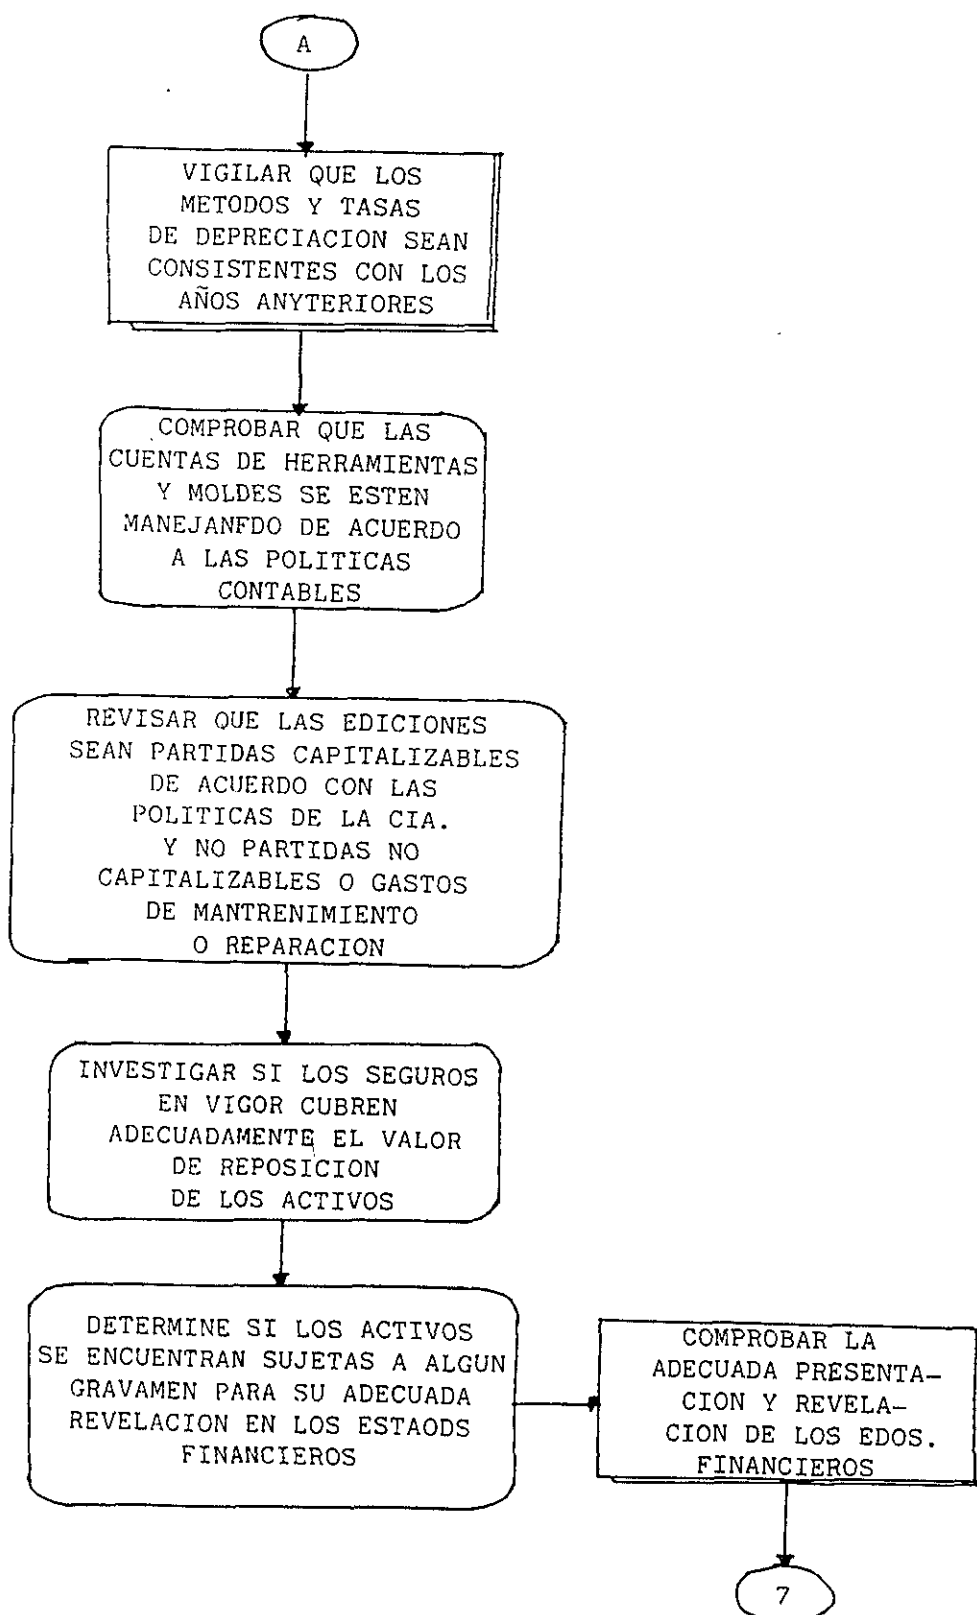 A
VIGILAR QUE LOS
METODOS Y TASAS
DE DEPRECIACION SEAN
CONSISTENTES CON LOS
AÑOS ANYTERIORES
COMPROBAR QUE LAS
CUENTAS DE HERRAMIENTAS
Y MOLDES SE ESTEN
MANEJANFDO DE ACUERDO
A LAS POLITICAS
CONTABLES
REVISAR QUE LAS EDICIONES
SEAN PARTIDAS CAPITALIZABLES
DE ACUERDO CON LAS
POLITICAS DE LA CIA.
Y NO PARTIDAS NO
CAPITALIZABLES O GASTOS
DE MANTRENIMIENTO
O REPARACION
INVESTIGAR SI LOS SEGUROS
EN VIGOR CUBREN
ADECUADAMENTE EL VALOR
DE REPOSICION
DE LOS ACTIVOS
DETERMINE SI LOS ACTIVOS
SE ENCUENTRAN SUJETAS A ALGUN
GRAVAMEN PARA SU ADECUADA
REVELACION EN LOS ESTAODS
FINANCIEROS
COMPROBAR LA
ADECUADA PRESENTA-
CION Y REVELA-
CION DE LOS EDOS.
FINANCIEROS
7